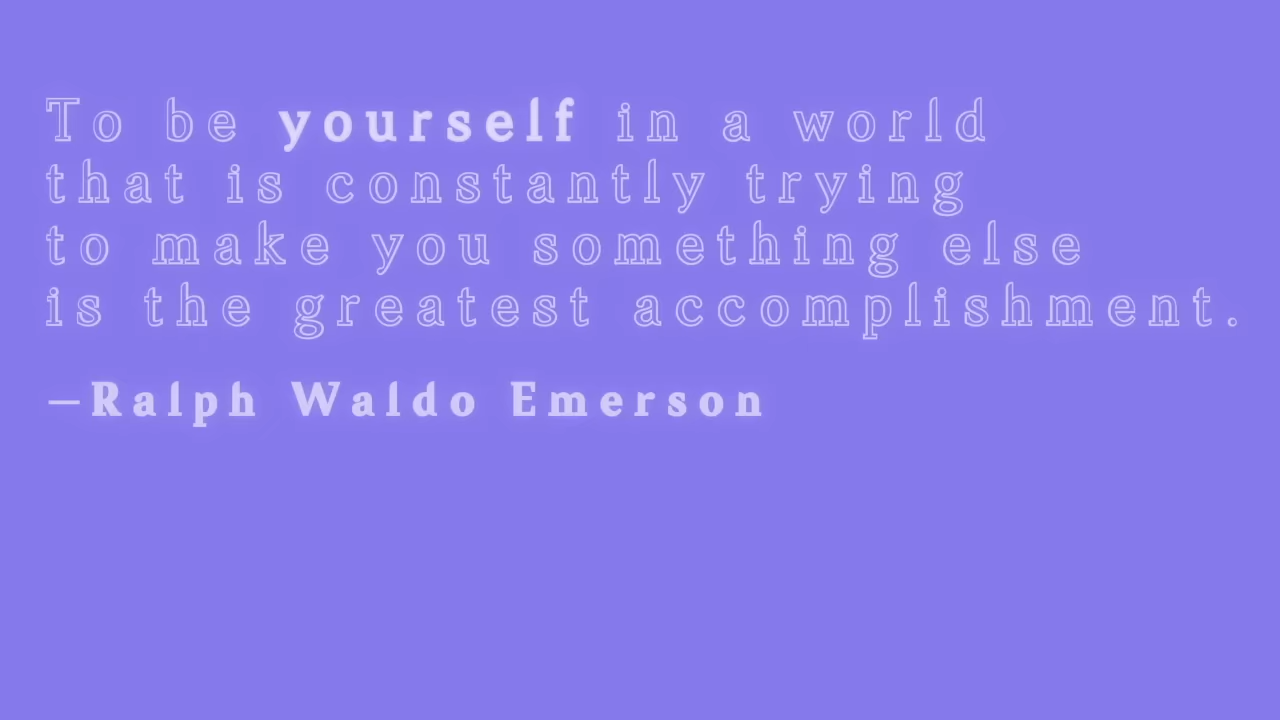 To be yourself in a world
that is constantly trying
to make you something else
is the greatest accomplishment.
—Ralph Waldo Emerson